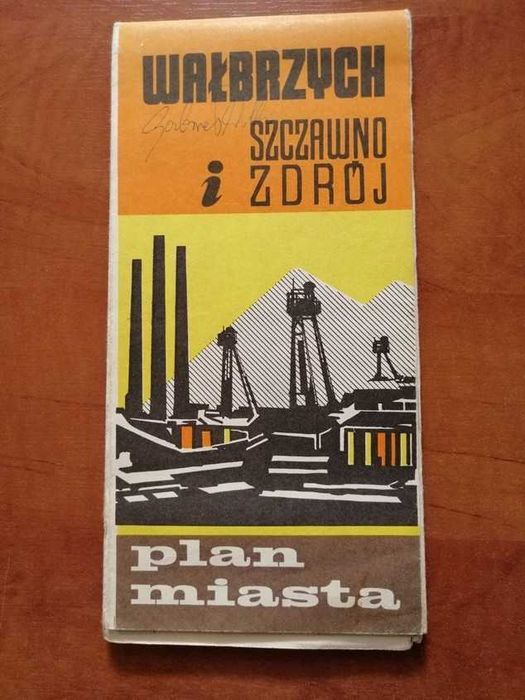 WAŁBRZYCH
SZCZAWNO
i ZDRÓJ
plan
miasta